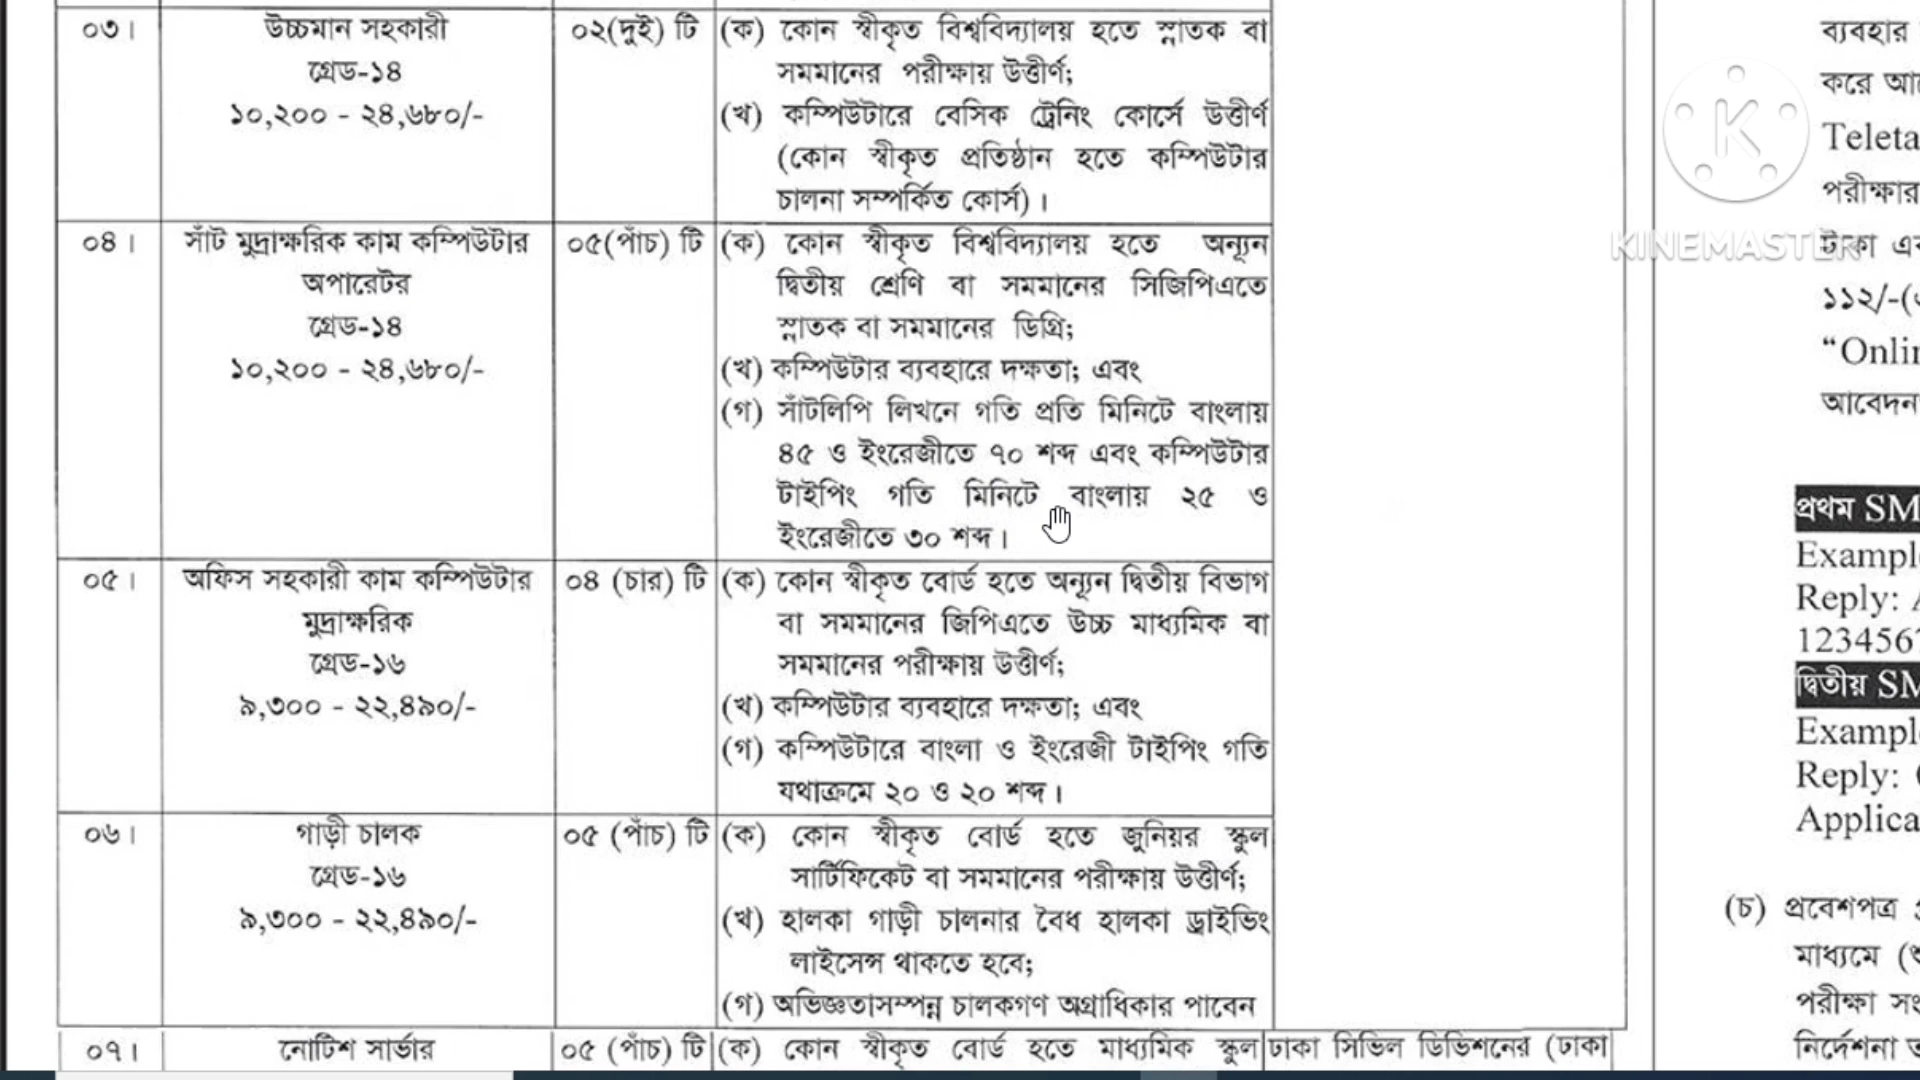 ০৩।
উচ্চমান সহকারী
গ্রেড-১৪
১০,২০০ - ২৪,৬৮০/-
০২(দুই) টি
(ক) কোন স্বীকৃত বিশ্ববিদ্যালয় হতে স্নাতক বা
সমমানের পরীক্ষায় উত্তীর্ণ;
(খ) কম্পিউটারে বেসিক ট্রেনিং কোর্সে উত্তীর্ণ
(কোন স্বীকৃত প্রতিষ্ঠান হতে কম্পিউটার
চালনা সম্পর্কিত কোর্স)।
০৪।
সাঁট মুদ্রাক্ষরিক কাম কম্পিউটার
অপারেটর
গ্রেড-১৪
১০,২০০ - ২৪,৬৮০/-
০৫(পাঁচ) টি
(ক) কোন স্বীকৃত বিশ্ববিদ্যালয় হতে অন্যূন
দ্বিতীয় শ্রেণি বা সমমানের সিজিপিএতে
স্নাতক বা সমমানের ডিগ্রি;
(খ) কম্পিউটার ব্যবহারে দক্ষতা; এবং
(গ) সাঁটলিপি লিখনে গতি প্রতি মিনিটে বাংলায়
৪৫ ও ইংরেজীতে ৭০ শব্দ এবং কম্পিউটার
টাইপিং গতি মিনিটে বাংলায় ২৫ ও
ইংরেজীতে ৩০ শব্দ।
০৫।
অফিস সহকারী কাম কম্পিউটার
মুদ্রাক্ষরিক
গ্রেড-১৬
৯,৩০০ - ২২,৪৯০/-
০৪ (চার) টি
(ক) কোন স্বীকৃত বোর্ড হতে অন্যূন দ্বিতীয় বিভাগ
বা সমমানের জিপিএতে উচ্চ মাধ্যমিক বা
সমমানের পরীক্ষায় উত্তীর্ণ;
(খ) কম্পিউটার ব্যবহারে দক্ষতা; এবং
(গ) কম্পিউটারে বাংলা ও ইংরেজী টাইপিং গতি
যথাক্রমে ২০ ও ২০ শব্দ।
০৬।
গাড়ী চালক
গ্রেড-১৬
৯,৩০০ - ২২,৪৯০/-
০৫ (পাঁচ) টি
(ক) কোন স্বীকৃত বোর্ড হতে জুনিয়র স্কুল
সার্টিফিকেট বা সমমানের পরীক্ষায় উত্তীর্ণ;
(খ) হালকা গাড়ী চালনার বৈধ হালকা ড্রাইভিং
লাইসেন্স থাকতে হবে;
(গ) অভিজ্ঞতাসম্পন্ন চালকগণ অগ্রাধিকার পাবেন
০৭।
নোটিশ সার্ভার
০৫ (পাঁচ) টি
(ক) কোন স্বীকৃত বোর্ড হতে মাধ্যমিক স্কুল
ঢাকা সিভিল ডিভিশনের (ঢাকা
ব্যবহার
করে
Teleta
পরীক্ষার
টাকা
১১২/-(
“Onlin
আবেদন
প্রথম SM
Exampl
Reply:
123456
দ্বিতীয় SM
Exampl
Reply:
Applica
(চ) প্রবেশপত্র
মাধ্যমে
পরীক্ষা
নির্দেশনা
K
KINEMASTER